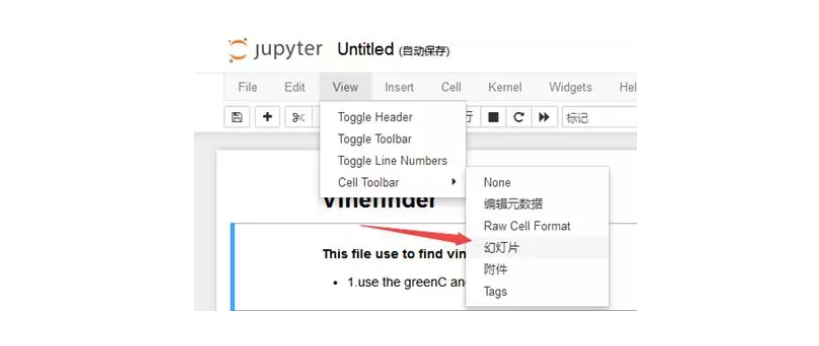 jupyter Untitled (自动保存)
File Edit View Insert Cell Kernel Widgets Hel
行 标记
Toggle Header
Toggle Toolbar
Toggle Line Numbers
Cell Toolbar
None
编辑元数据
Raw Cell Format
幻灯片
附件
Tags
Vinefinder
This file use to find vin
1.use the greenC an